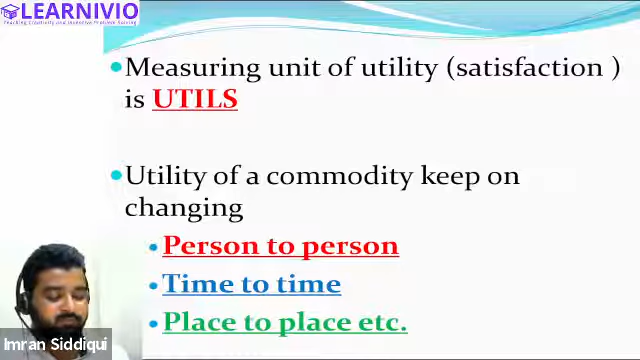 LEARNIVIO
Teaching Creativity and Inventive Problem Solving
Measuring unit of utility (satisfaction )
is UTILS
Utility of a commodity keep on
changing
Person to person
Time to time
Place to place etc.
Imran Siddiqui